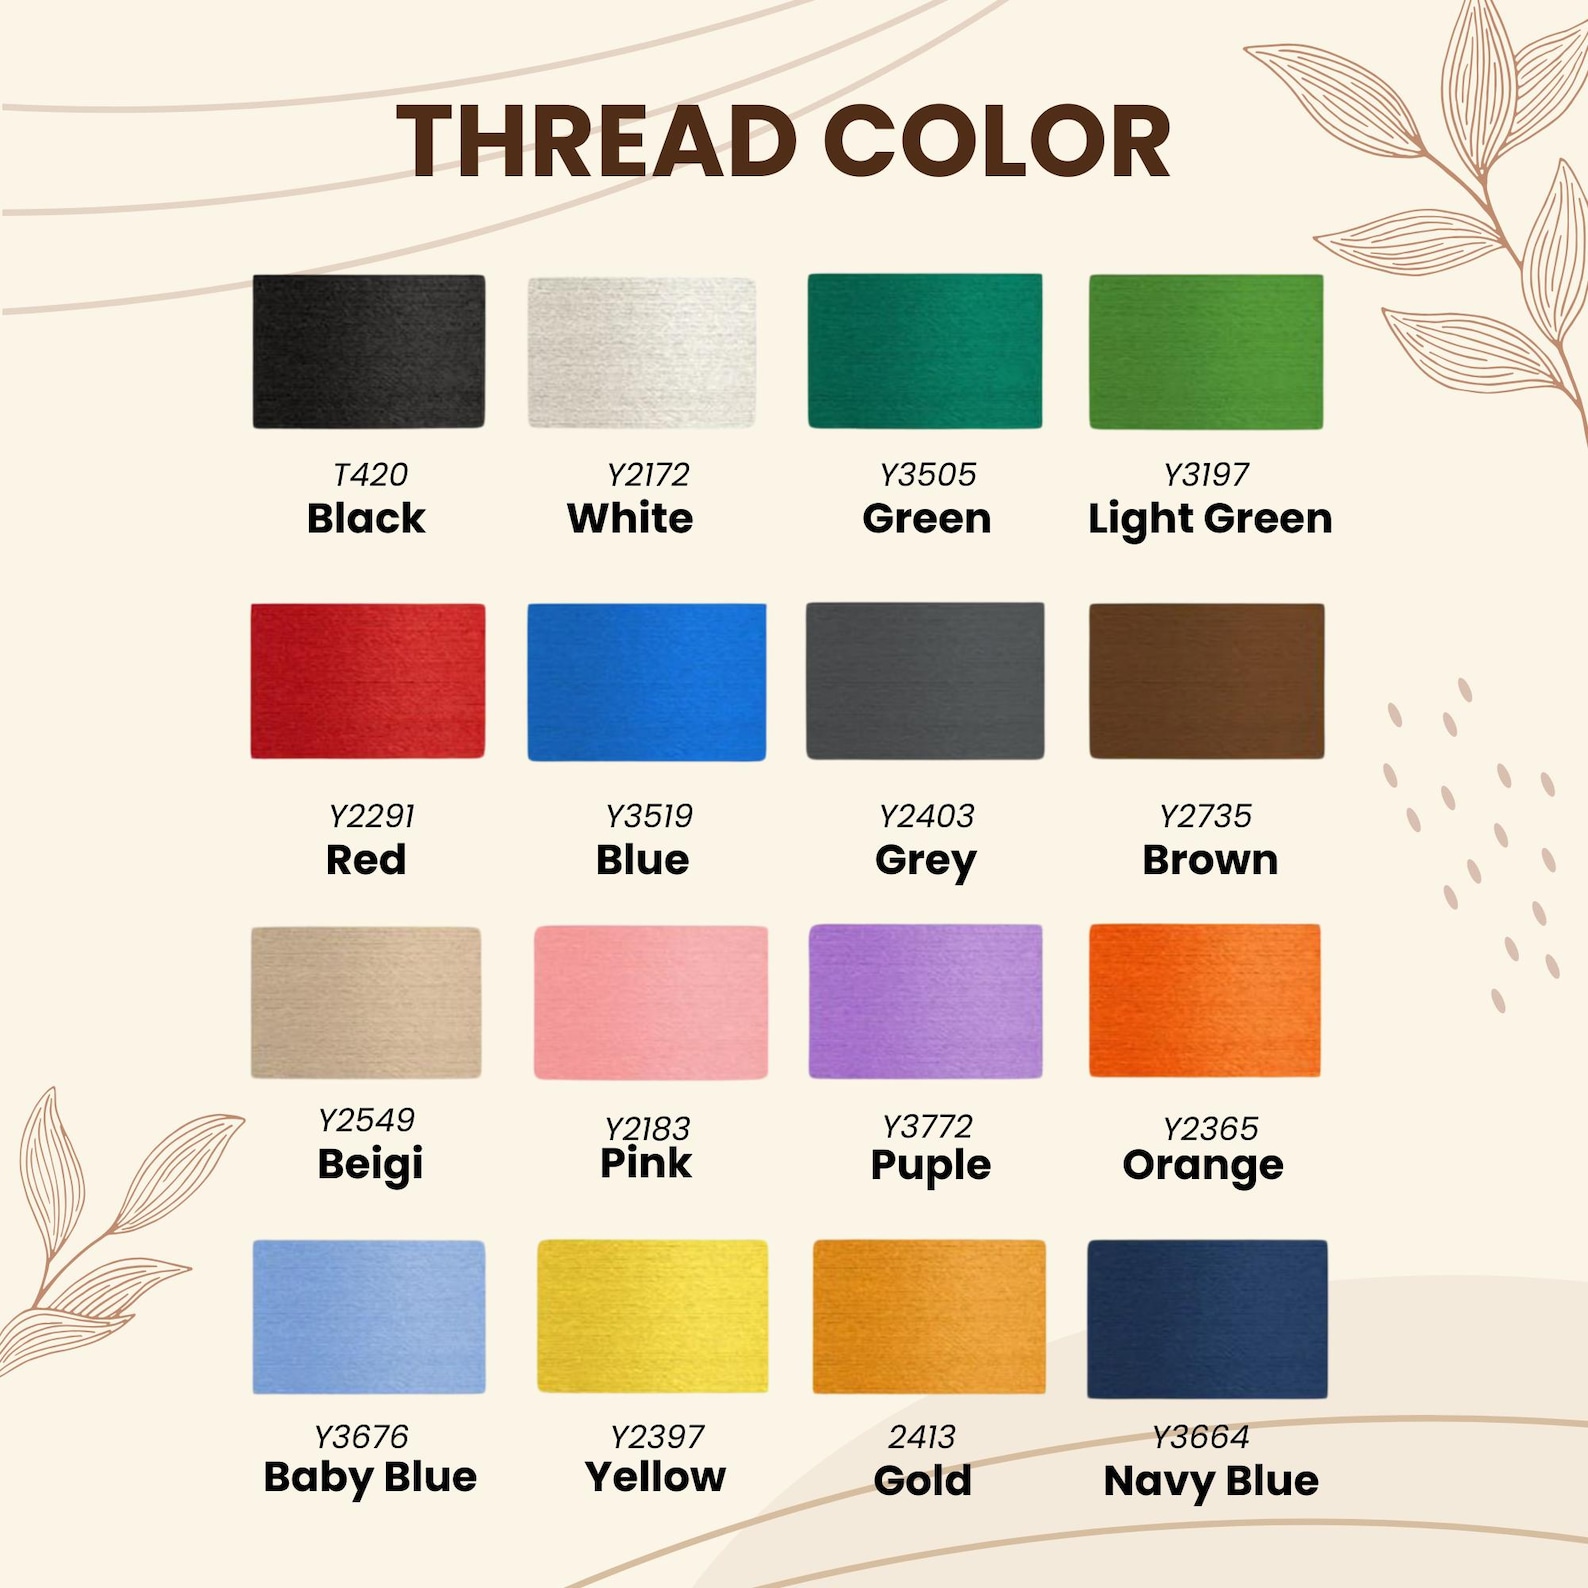 THREAD COLOR
T420
Black
Y2172
White
Y3505
Green
Y3197
Light Green
Y2291
Red
Y3519
Blue
Y2403
Grey
Y2735
Brown
Y2549
Beigi
Y2183
Pink
Y3772
Puple
Y2365
Orange
Y3676
Baby Blue
Y2397
Yellow
2413
Gold
Y3664
Navy Blue